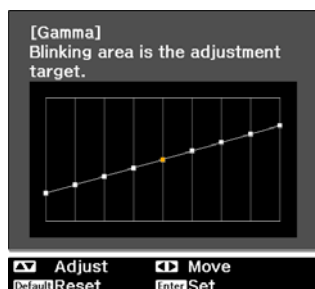 [Gamma]
Blinking area is the adjustment
target.
Adjust Move
Default Reset Enter Set